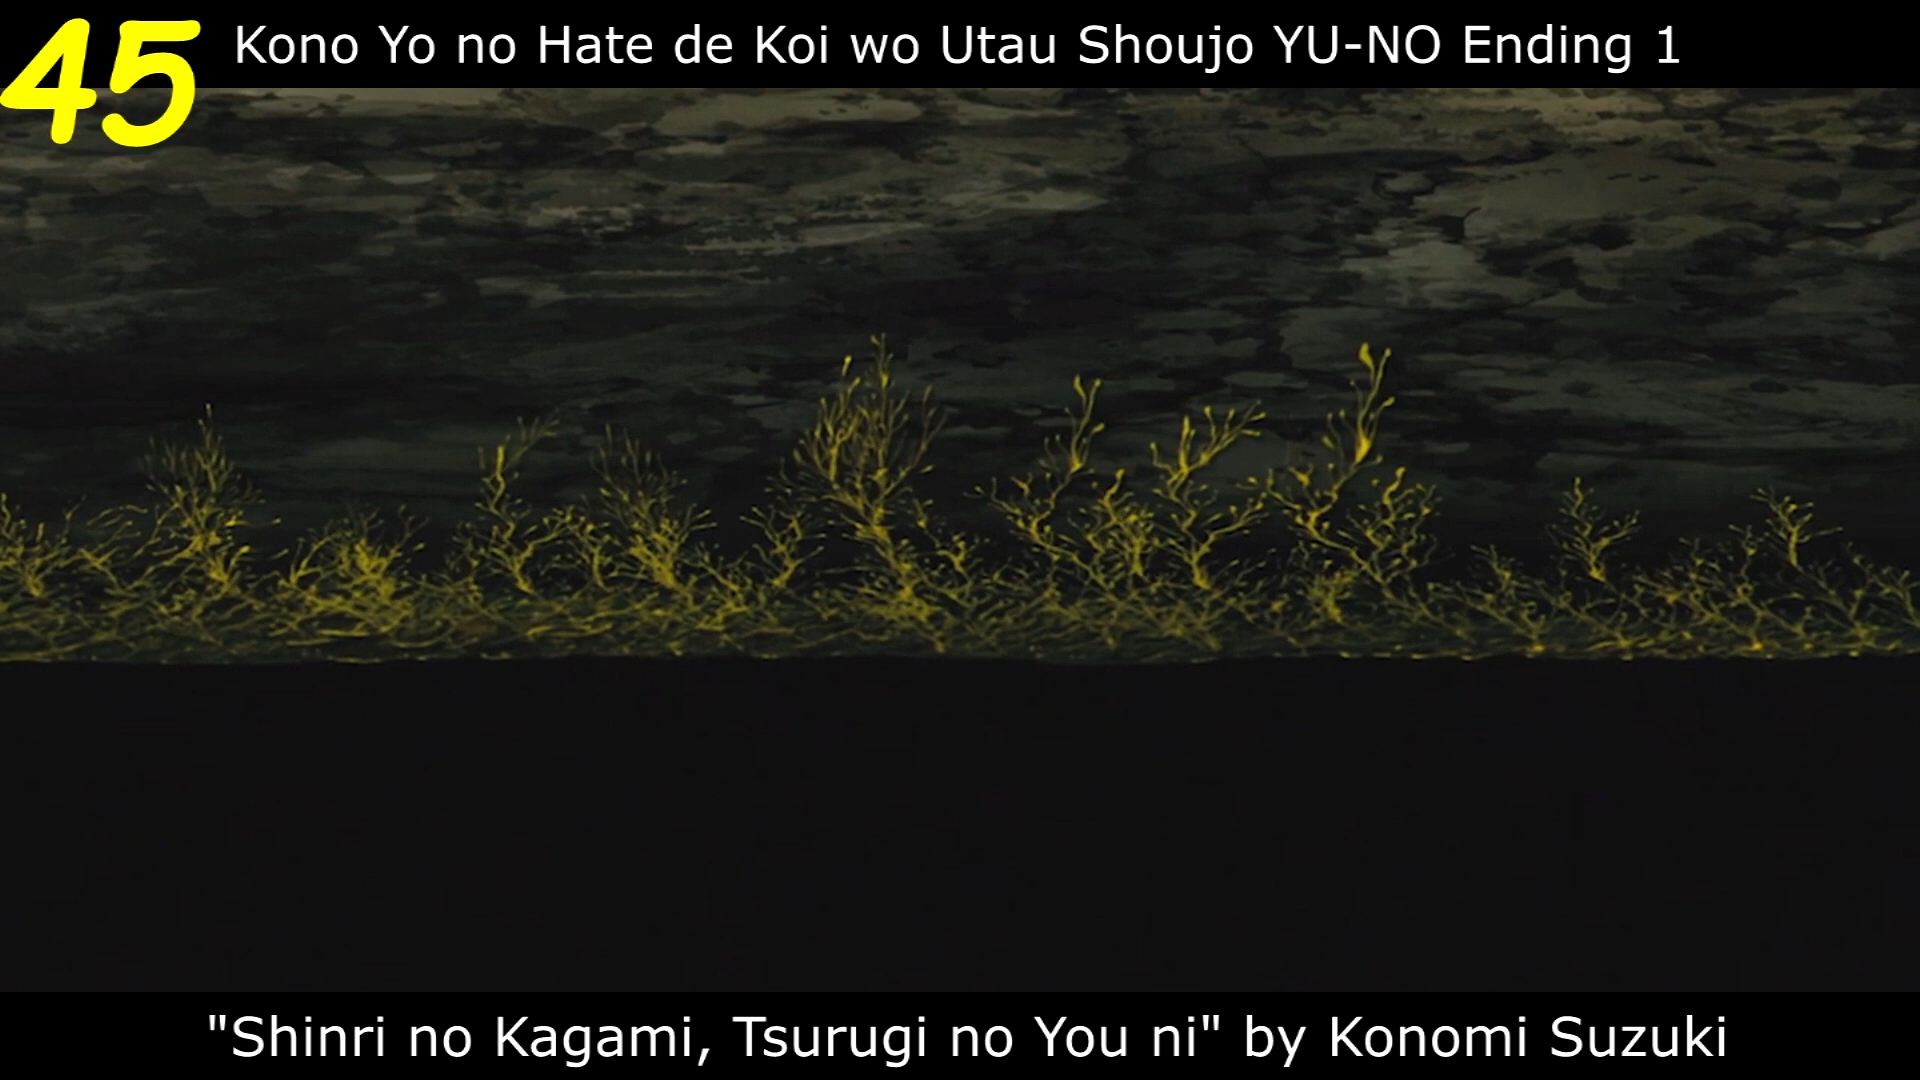 45
Kono Yo no Hate de Koi wo Utau Shoujo YU-NO Ending 1
"Shinri no Kagami, Tsurugi no You ni" by Konomi Suzuki